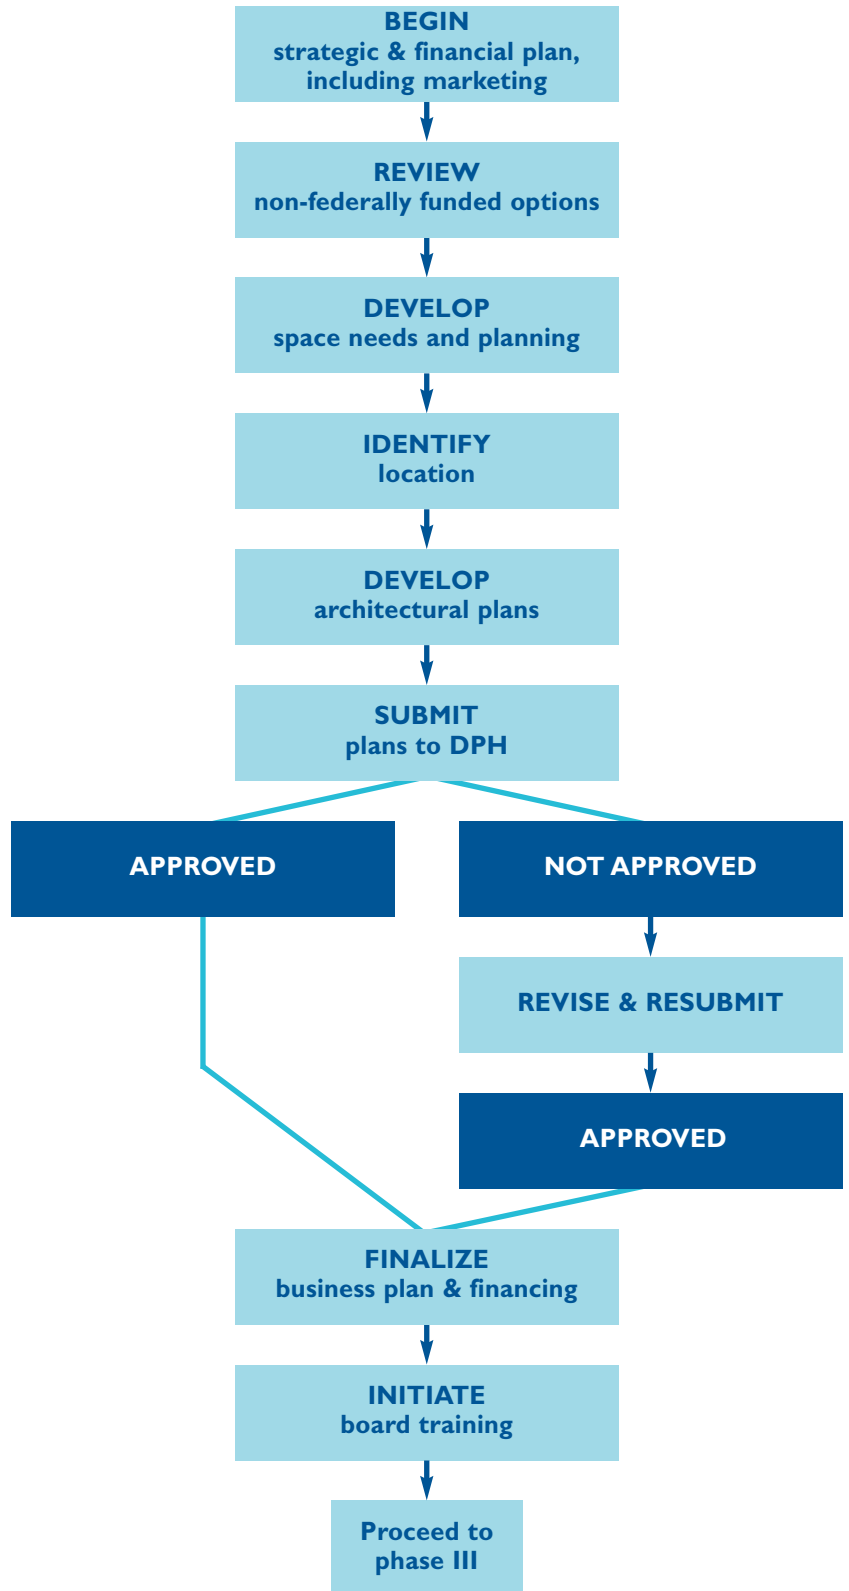 BEGIN
strategic & financial plan,
including marketing
REVIEW
non-federally funded options
DEVELOP
space needs and planning
IDENTIFY
location
DEVELOP
architectural plans
SUBMIT
plans to DPH
APPROVED
NOT APPROVED
REVISE & RESUBMIT
APPROVED
FINALIZE
business plan & financing
INITIATE
board training
Proceed to
phase III